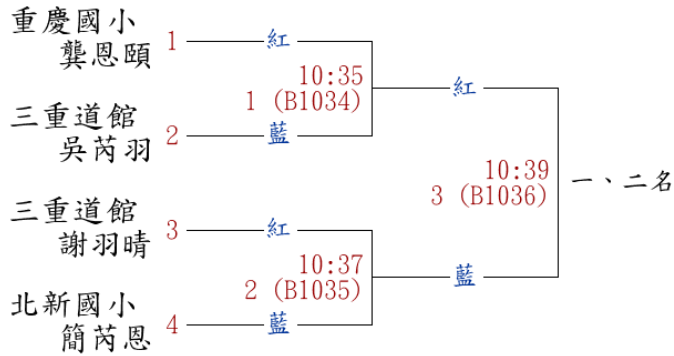 重慶國小
龔恩頤
1
紅
10:35
1 (B1034)
三重道館
吳芮羽
2
藍
紅
10:39
3 (B1036)
一、二名
三重道館
謝羽晴
3
紅
10:37
2 (B1035)
藍
北新國小
簡芮恩
4
藍